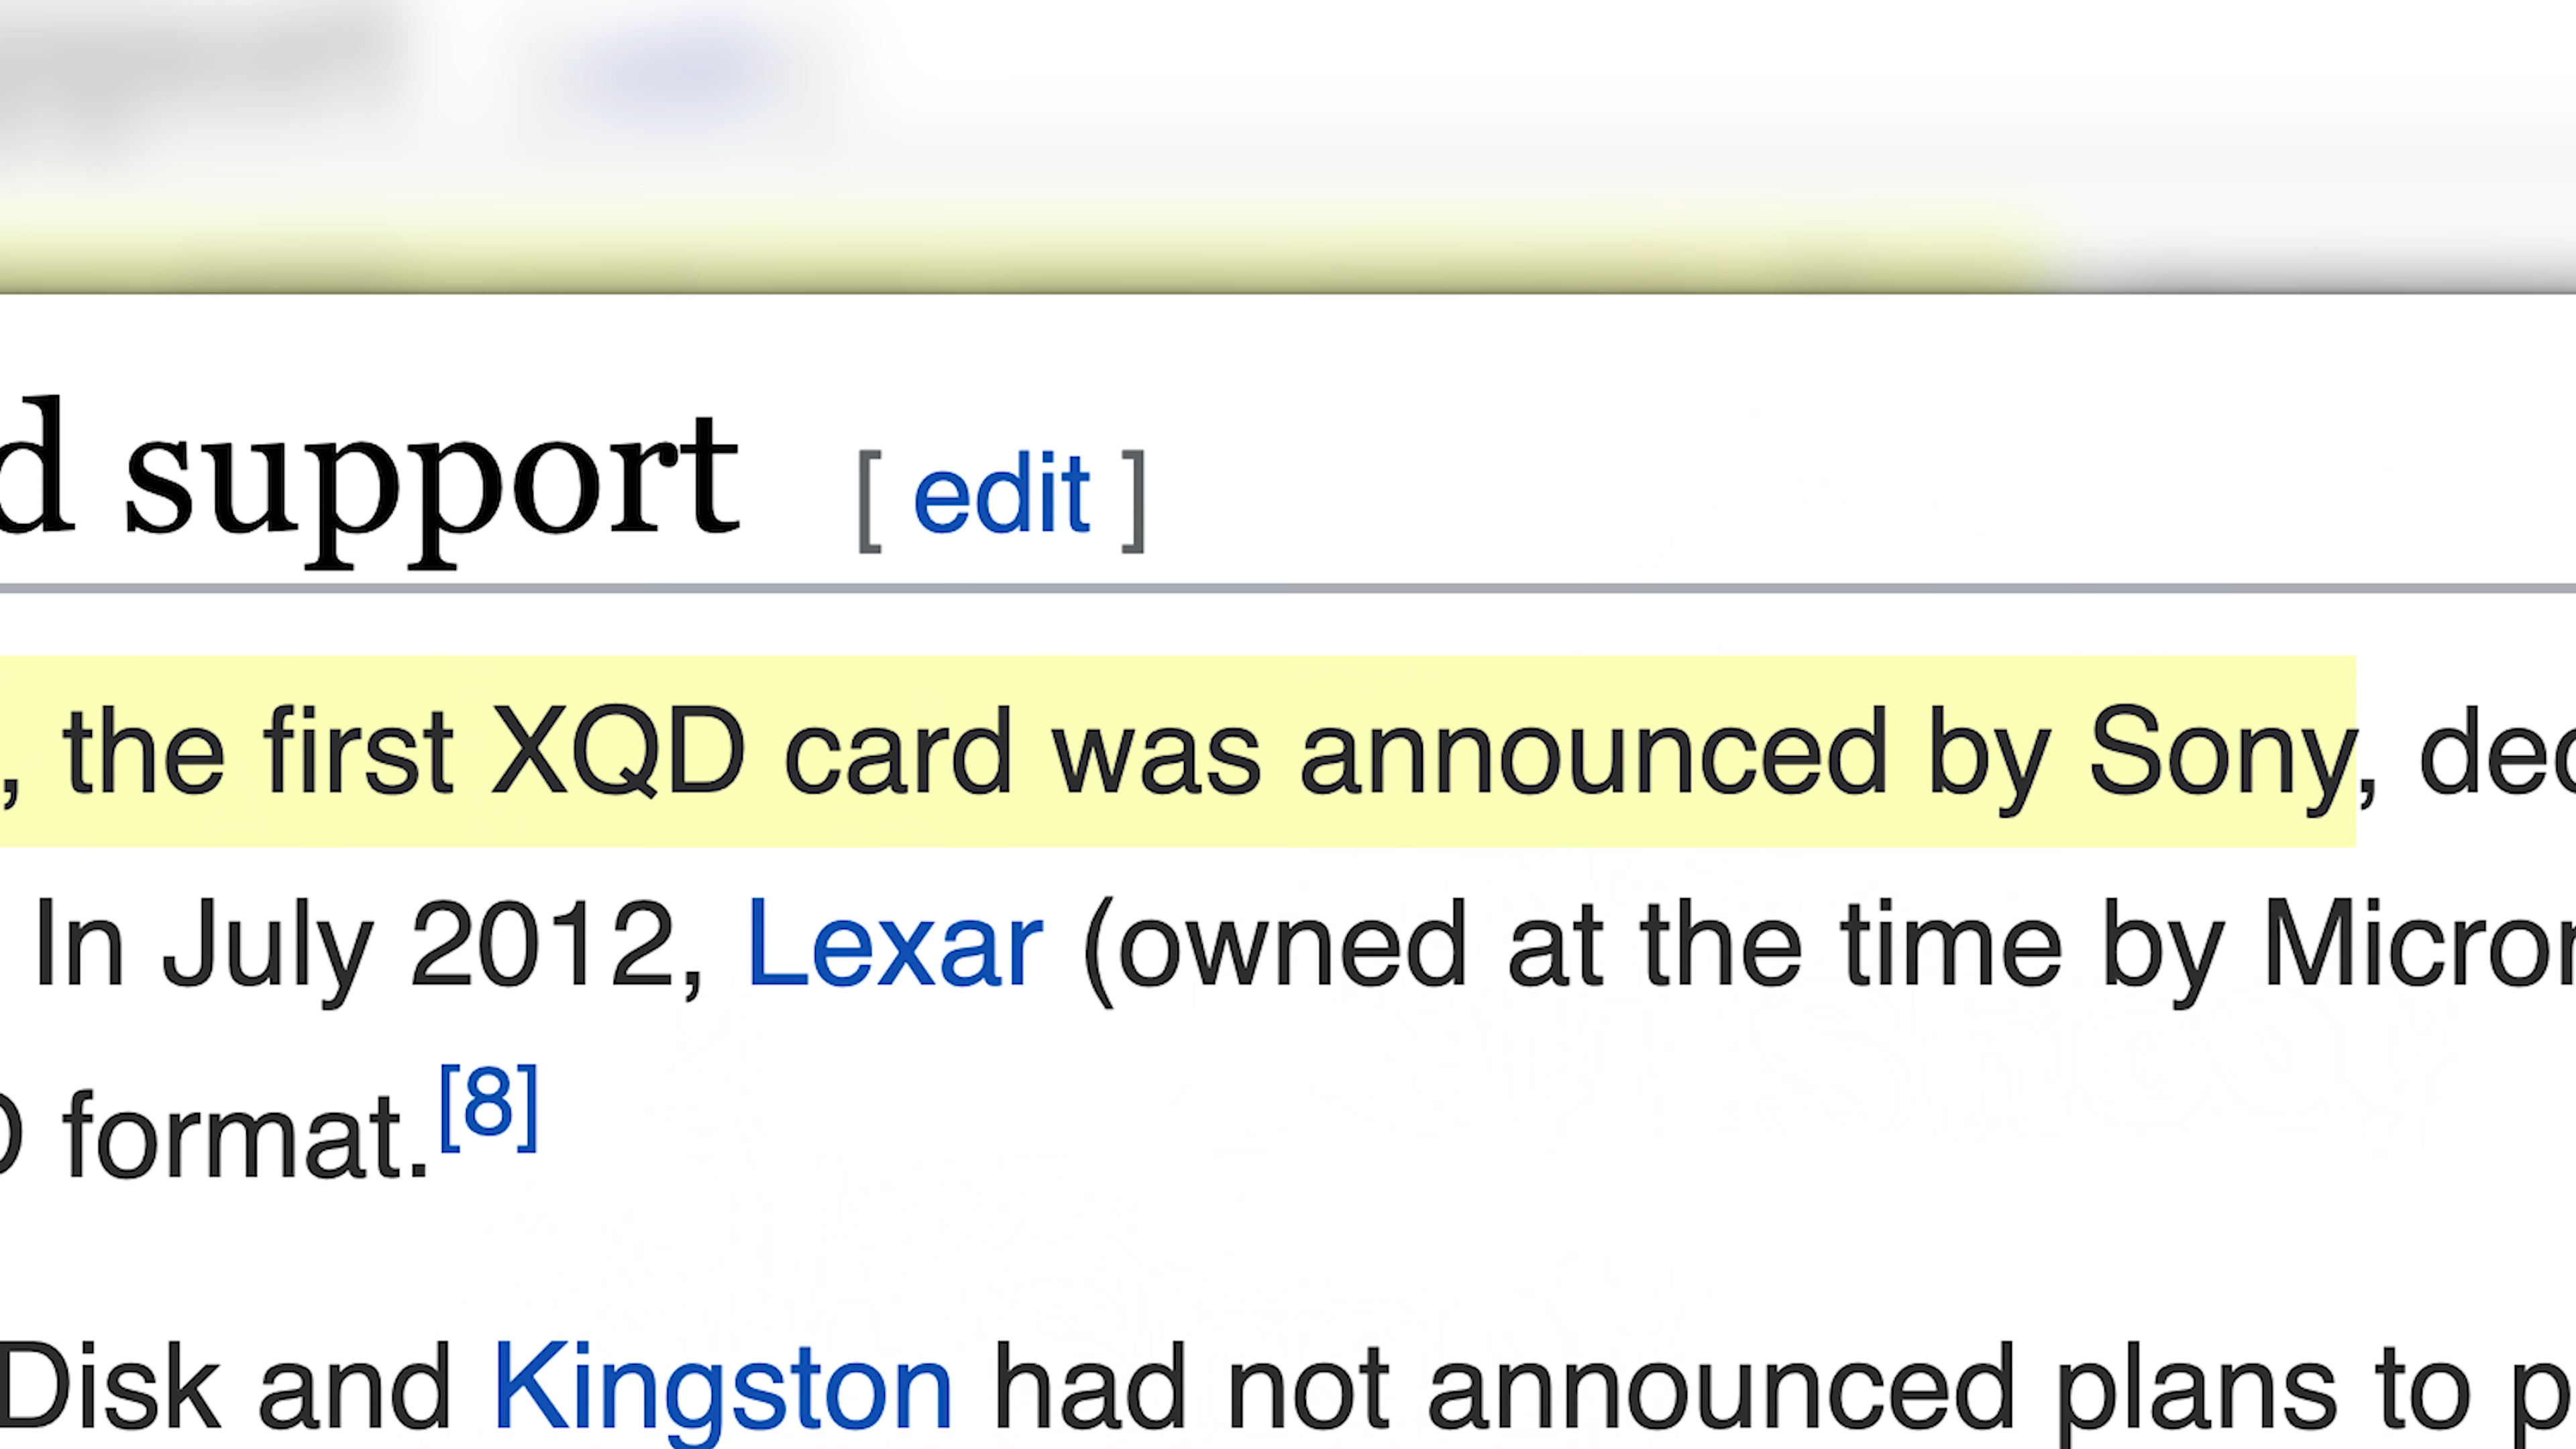 d support [ edit ]
, the first XQD card was announced by Sony, dec
In July 2012, Lexar (owned at the time by Micron
D format.[8]
Disk and Kingston had not announced plans to p